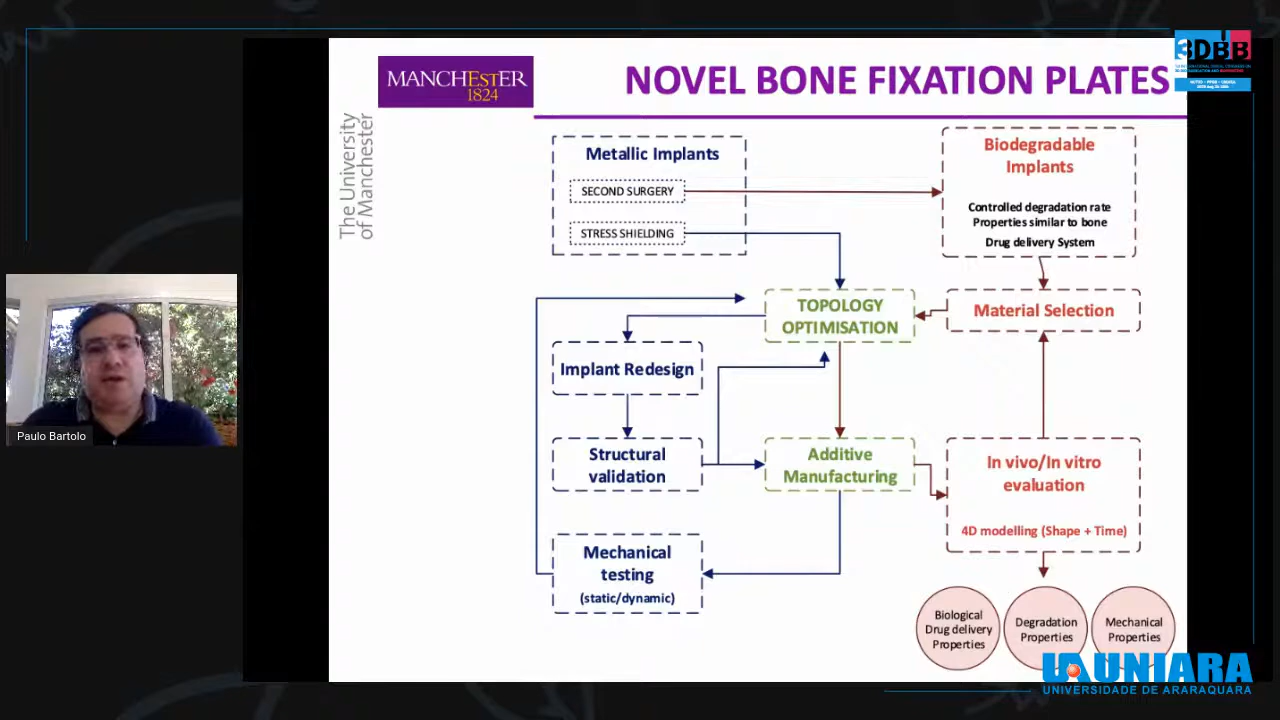 MANCHESTER
1824
The University
of Manchester
NOVEL BONE FIXATION PLATES
3DBB
Metallic Implants
SECOND SURGERY
STRESS SHIELDING
Biodegradable
Implants
Controlled degradation rate
Properties similar to bone
Drug delivery System
TOPOLOGY
OPTIMISATION
Material Selection
Implant Redesign
Structural
validation
Additive
Manufacturing
In vivo/In vitro
evaluation
4D modelling (Shape + Time)
Mechanical
testing
(static/dynamic)
Biological
Drug delivery
Properties
Degradation
Properties
Mechanical
Properties
Paulo Bartolo
UNIARA
UNIVERSIDADE DE ARARAQUARA